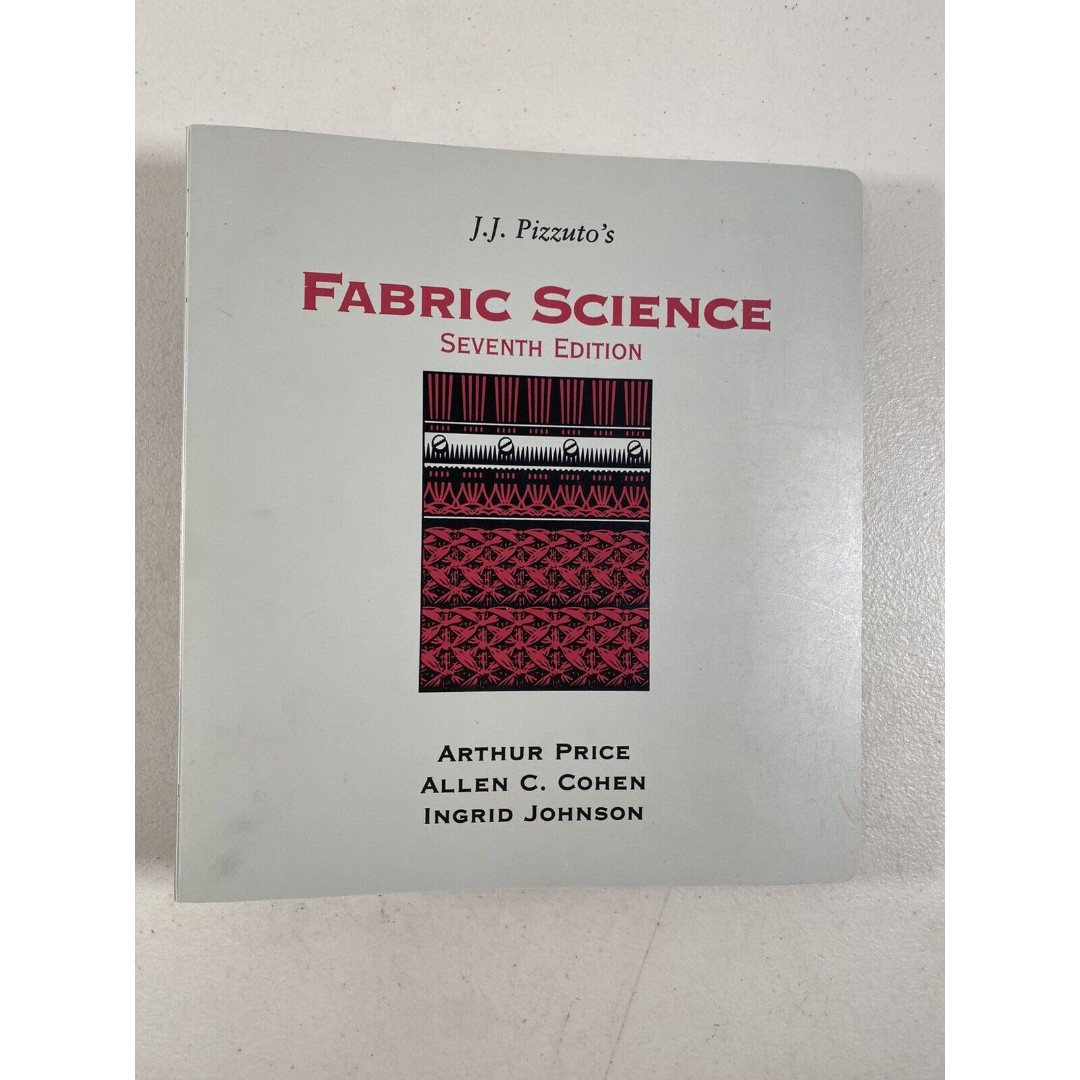 J.J. Pizzuto's
FABRIC SCIENCE
SEVENTH EDITION
ARTHUR PRICE
ALLEN C. COHEN
INGRID JOHNSON